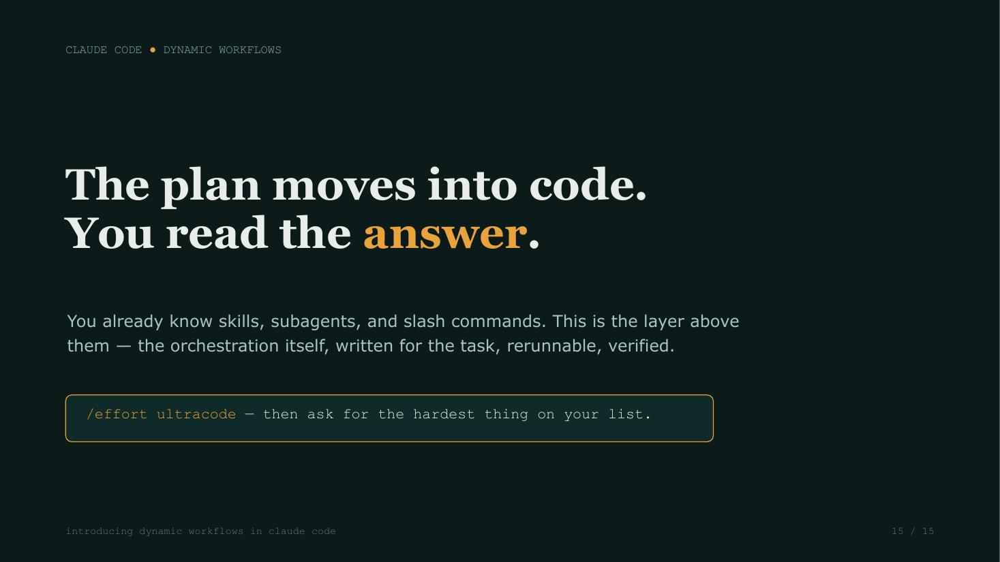 CLAUDE CODE ● DYNAMIC WORKFLOWS
The plan moves into code.
You read the answer.
You already know skills, subagents, and slash commands. This is the layer above
them — the orchestration itself, written for the task, rerunnable, verified.
/effort ultracode — then ask for the hardest thing on your list.
introducing dynamic workflows in claude code
15 / 15